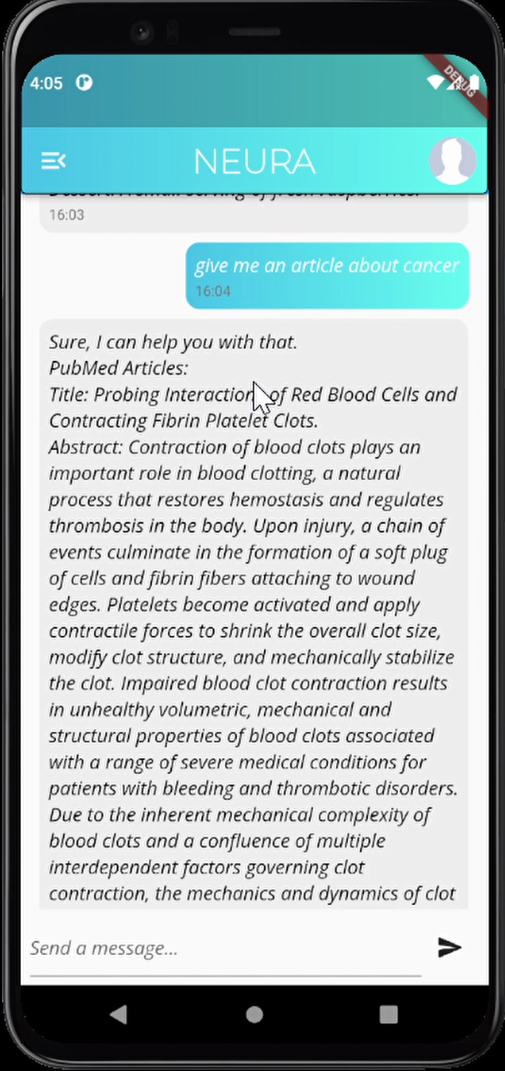 4:05
DEBUG
NEURA
16:03
give me an article about cancer
16:04
Sure, I can help you with that.
PubMed Articles:
Title: Probing Interactions of Red Blood Cells and
Contracting Fibrin Platelet Clots.
Abstract: Contraction of blood clots plays an
important role in blood clotting, a natural
process that restores hemostasis and regulates
thrombosis in the body. Upon injury, a chain of
events culminate in the formation of a soft plug
of cells and fibrin fibers attaching to wound
edges. Platelets become activated and apply
contractile forces to shrink the overall clot size,
modify clot structure, and mechanically stabilize
the clot. Impaired blood clot contraction results
in unhealthy volumetric, mechanical and
structural properties of blood clots associated
with a range of severe medical conditions for
patients with bleeding and thrombotic disorders.
Due to the inherent mechanical complexity of
blood clots and a confluence of multiple
interdependent factors governing clot
contraction, the mechanics and dynamics of clot
Send a message...